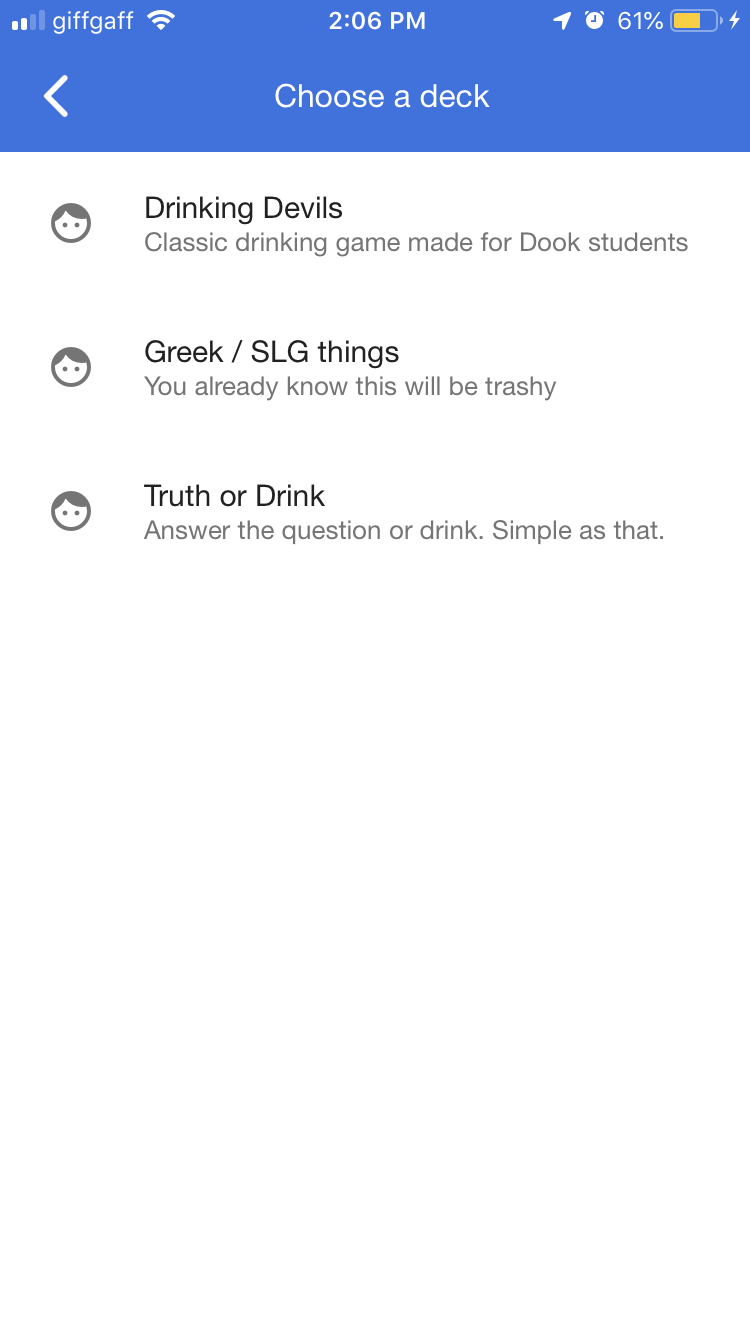 giffgaff 2:06 PM 61%
Choose a deck
Drinking Devils
Classic drinking game made for Dook students
Greek / SLG things
You already know this will be trashy
Truth or Drink
Answer the question or drink. Simple as that.